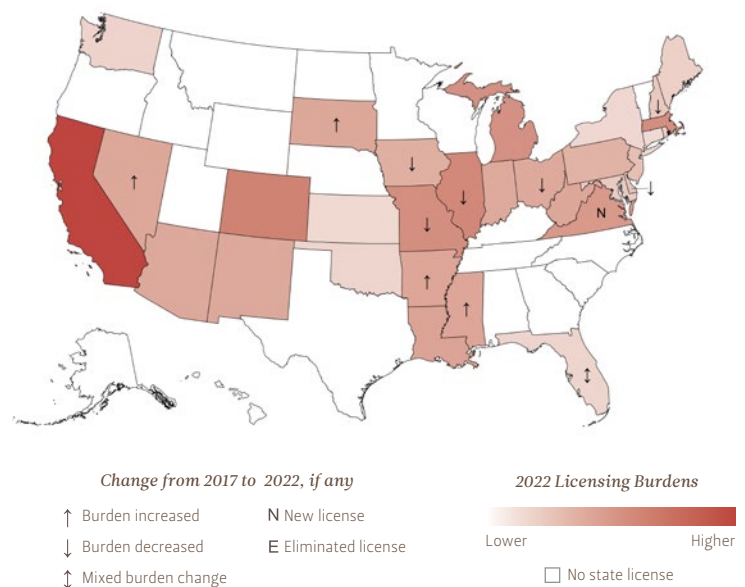 N
Change from 2017 to 2022, if any
↑ Burden increased
N New license
↓ Burden decreased
E Eliminated license
↕ Mixed burden change
2022 Licensing Burdens
Lower
Higher
No state license